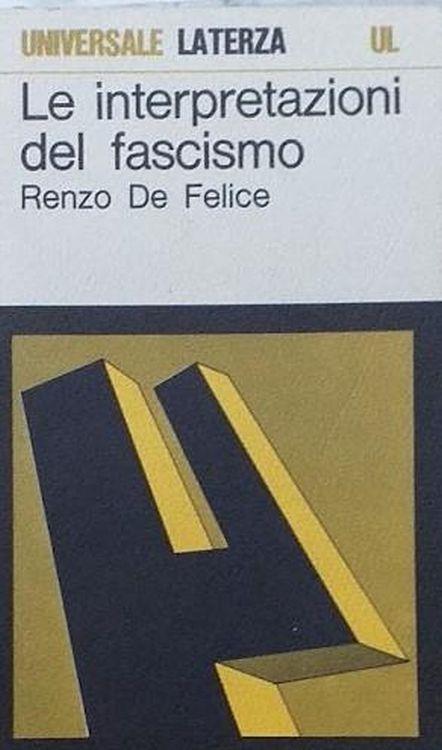 UNIVERSALE LATERZA UL
Le interpretazioni
del fascismo
Renzo De Felice